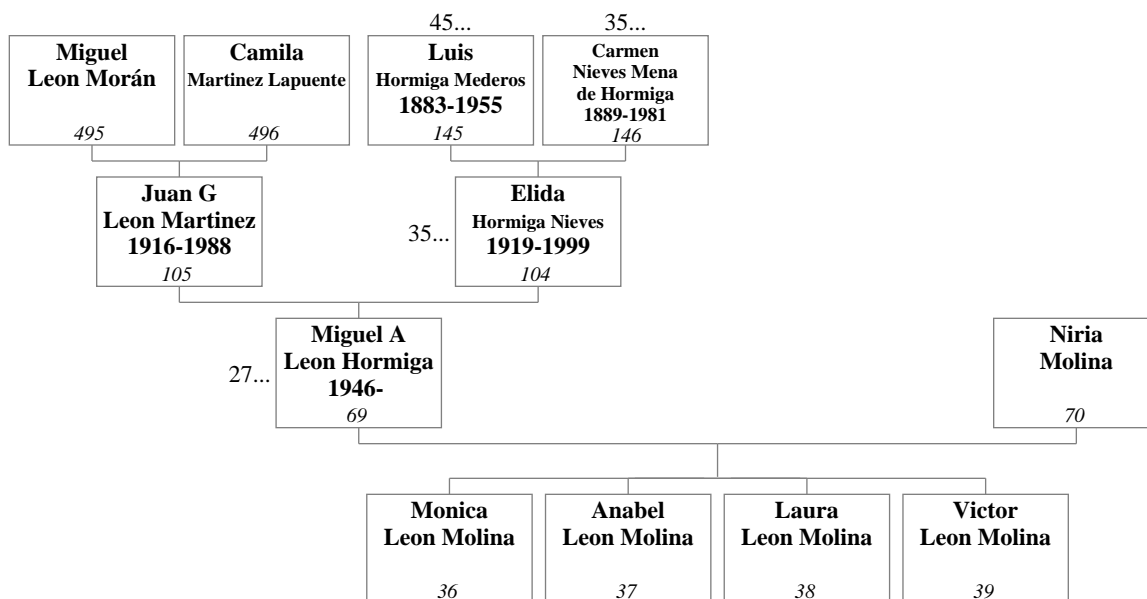 45...
35...
Miguel
Leon Morán
495
Camila
Martinez Lapuente
496
Luis
Hormiga Mederos
1883-1955
145
Carmen
Nieves Mena
de Hormiga
1889-1981
146
Juan G
Leon Martinez
1916-1988
105
35...
Elida
Hormiga Nieves
1919-1999
104
27...
Miguel A
Leon Hormiga
1946-
69
Niria
Molina
70
Monica
Leon Molina
36
Anabel
Leon Molina
37
Laura
Leon Molina
38
Victor
Leon Molina
39